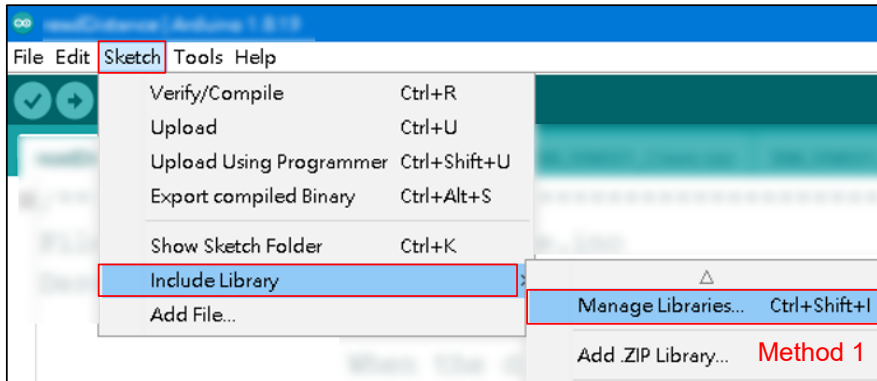 File Edit Sketch Tools Help
Verify/Compile Ctrl+R
Upload Ctrl+U
Upload Using Programmer Ctrl+Shift+U
Export compiled Binary Ctrl+Alt+S
Show Sketch Folder Ctrl+K
Include Library
Add File...
Manage Libraries... Ctrl+Shift+I
Add .ZIP Library... Method 1